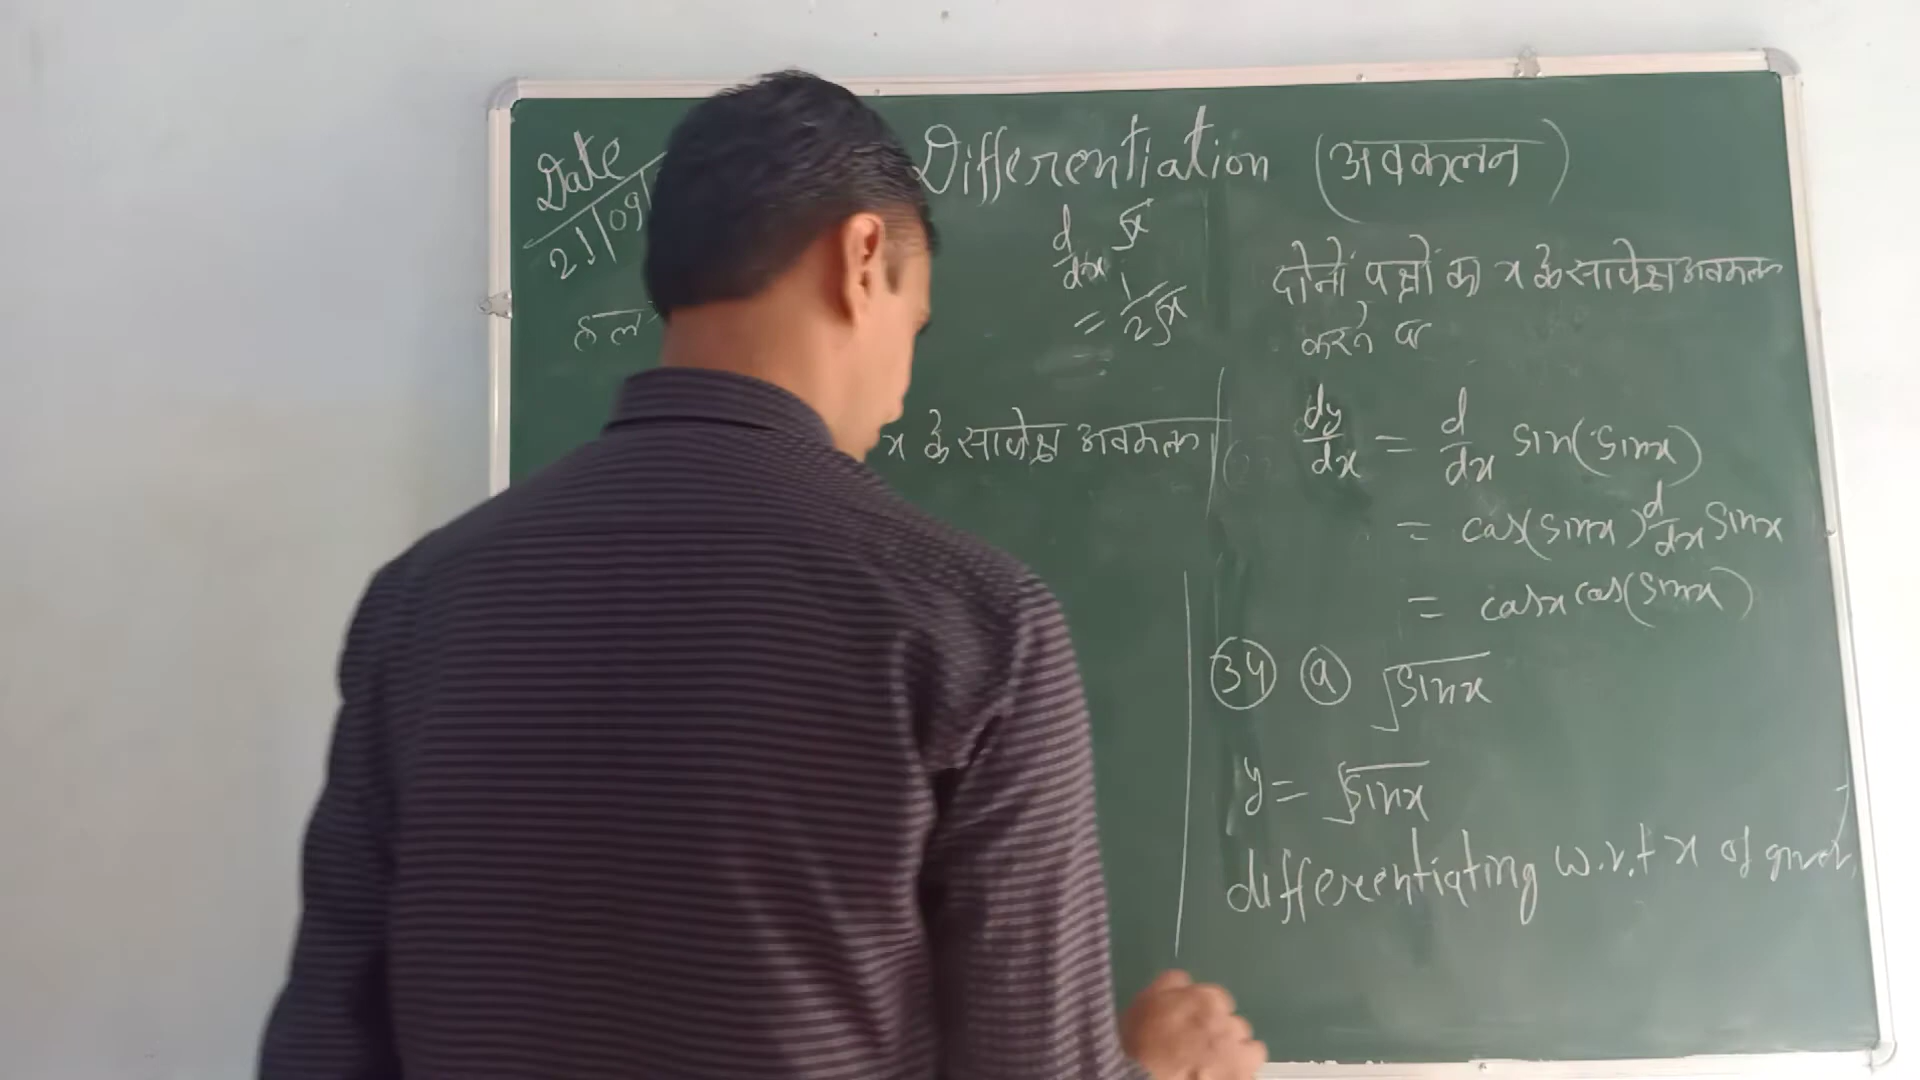 Date
21/09/
Differentiation (अवकलन)
d/dx √x
= 1/2√x
हल
x के सापेक्ष अवकलन
दोनों पक्षों का x के सापेक्ष अवकलन
करने पर
dy/dx = d/dx sin(sinx)
= cos(sinx) d/dx sinx
= cosx cos(sinx)
34 a √sinx
y = √sinx
differentiating w.r.t x of given